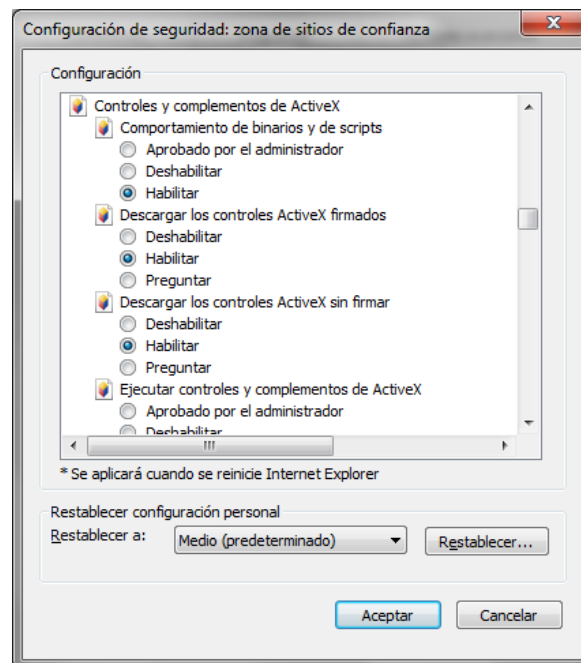 Configuración de seguridad: zona de sitios de confianza
Configuración
Controles y complementos de ActiveX
Comportamiento de binarios y de scripts
Aprobado por el administrador
Deshabilitar
Habilitar
Descargar los controles ActiveX firmados
Deshabilitar
Habilitar
Preguntar
Descargar los controles ActiveX sin firmar
Deshabilitar
Habilitar
Preguntar
Ejecutar controles y complementos de ActiveX
Aprobado por el administrador
Deshabilitar
* Se aplicará cuando se reinicie Internet Explorer
Restablecer configuración personal
Restablecer a: Medio (predeterminado) Restablecer...
Aceptar Cancelar